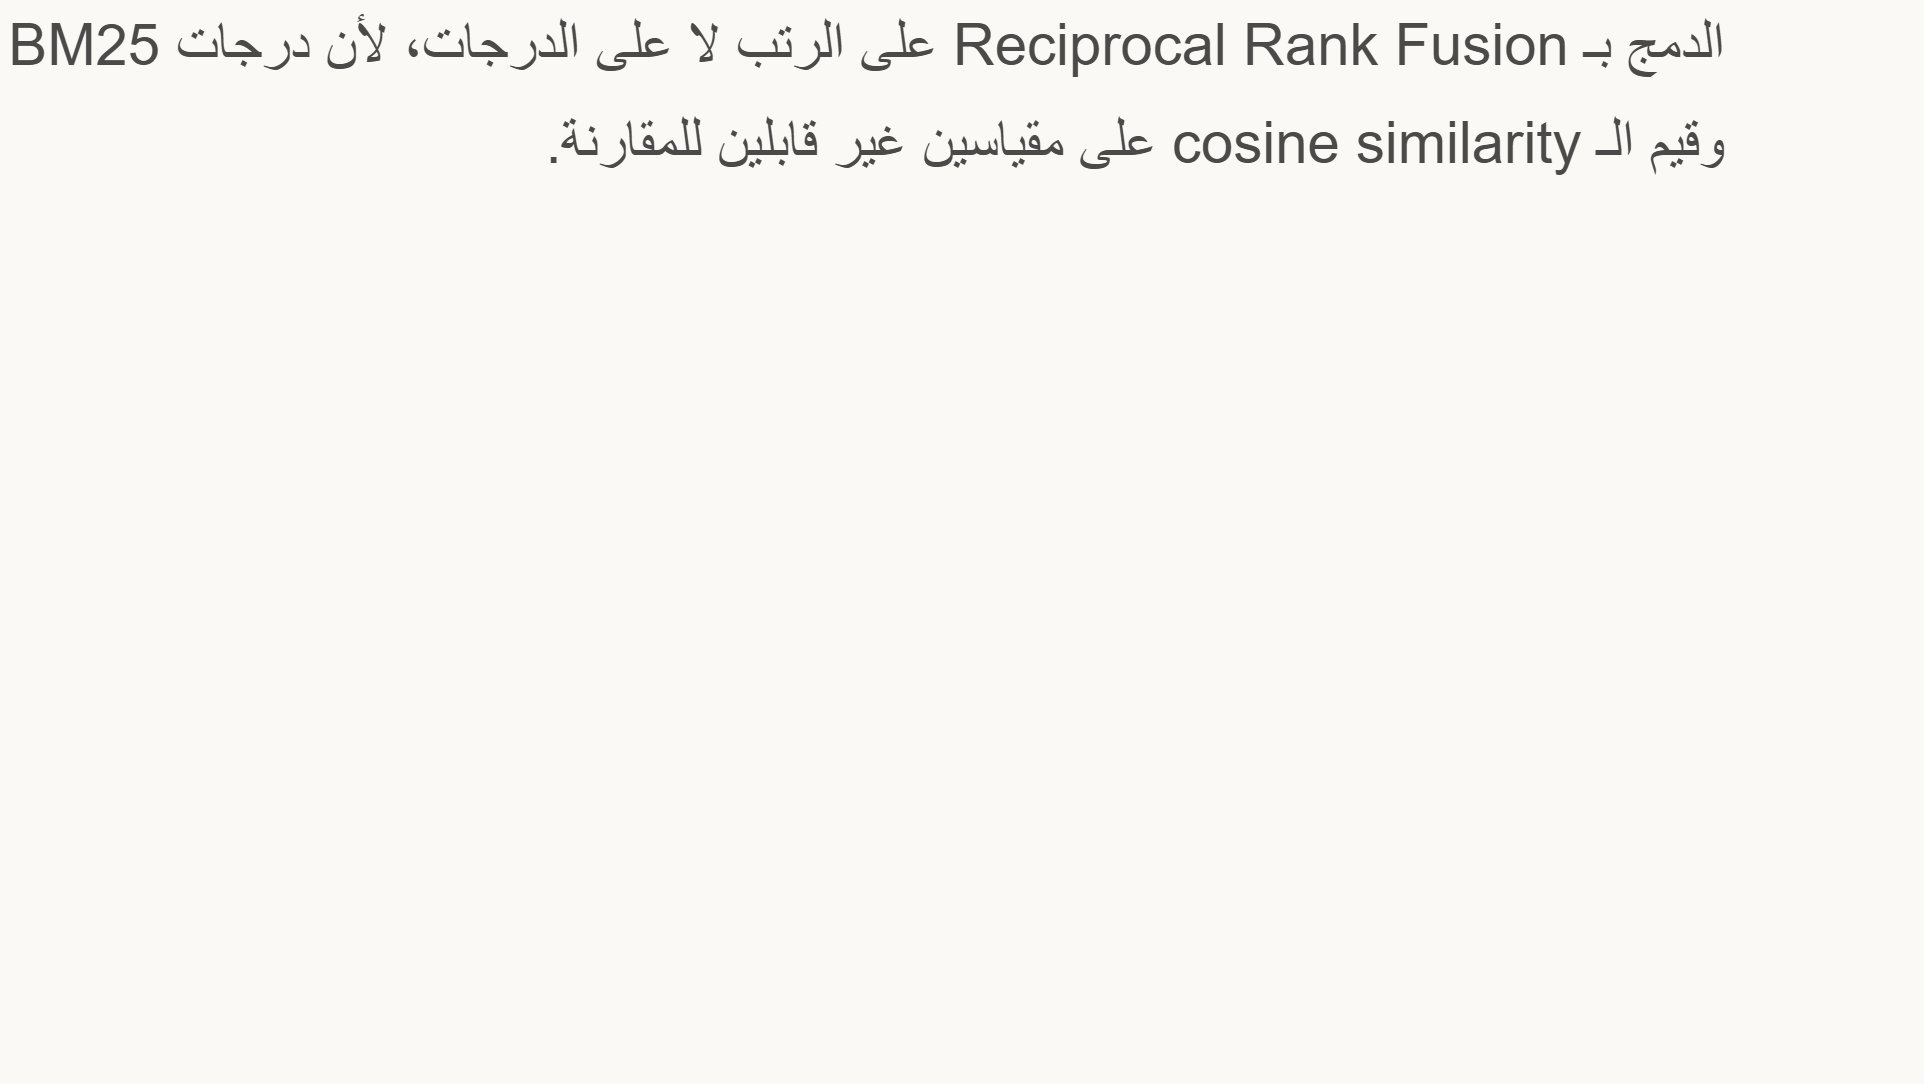 الدمج بـ Reciprocal Rank Fusion على الرتب لا على الدرجات، لأن درجات BM25
وقيم الـ cosine similarity على مقياسين غير قابلين للمقارنة.